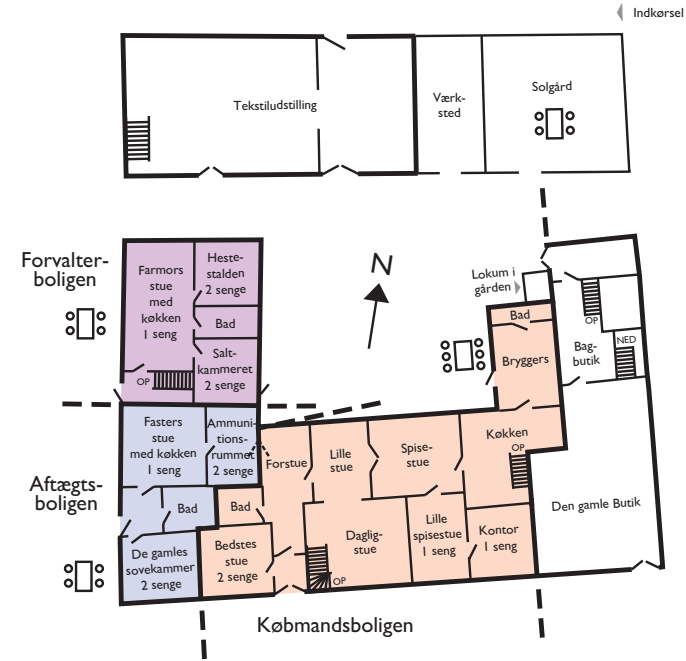 Indkørsel
Tekstiludstilling
Værk-
sted
Solgård
Forvalter-
boligen
Farmors
stue
med
køkken
1 seng
OP
Heste-
stalden
2 senge
Bad
Salt-
kammeret
2 senge
N
Lokum i
gården
OP
NED
Bag-
butik
Bad
Bryggers
Aftægts-
boligen
Fasters
stue
med køkken
1 seng
Ammuni-
tions-
rummet
2 senge
Bad
De gamles
sovekammer
2 senge
Forstue
Lille
stue
Spise-
stue
Køkken
OP
Bad
Bedstes
stue
2 senge
OP
Daglig-
stue
Lille
spisestue
1 seng
Kontor
1 seng
Den gamle Butik
Købmandsboligen